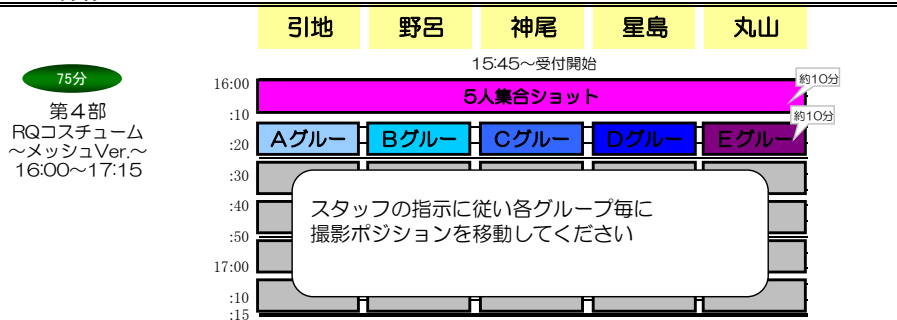 引地 野呂 神尾 星島 丸山
15:45～受付開始
75分
第4部
RQコスチューム
～メッシュVer.～
16:00～17:15
16:00
5人集合ショット
約10分
:10
約10分
:20
Aグルー Bグルー Cグルー Dグルー Eグルー
:30
:40
スタッフの指示に従い各グループ毎に
撮影ポジションを移動してください
:50
17:00
:10
:15